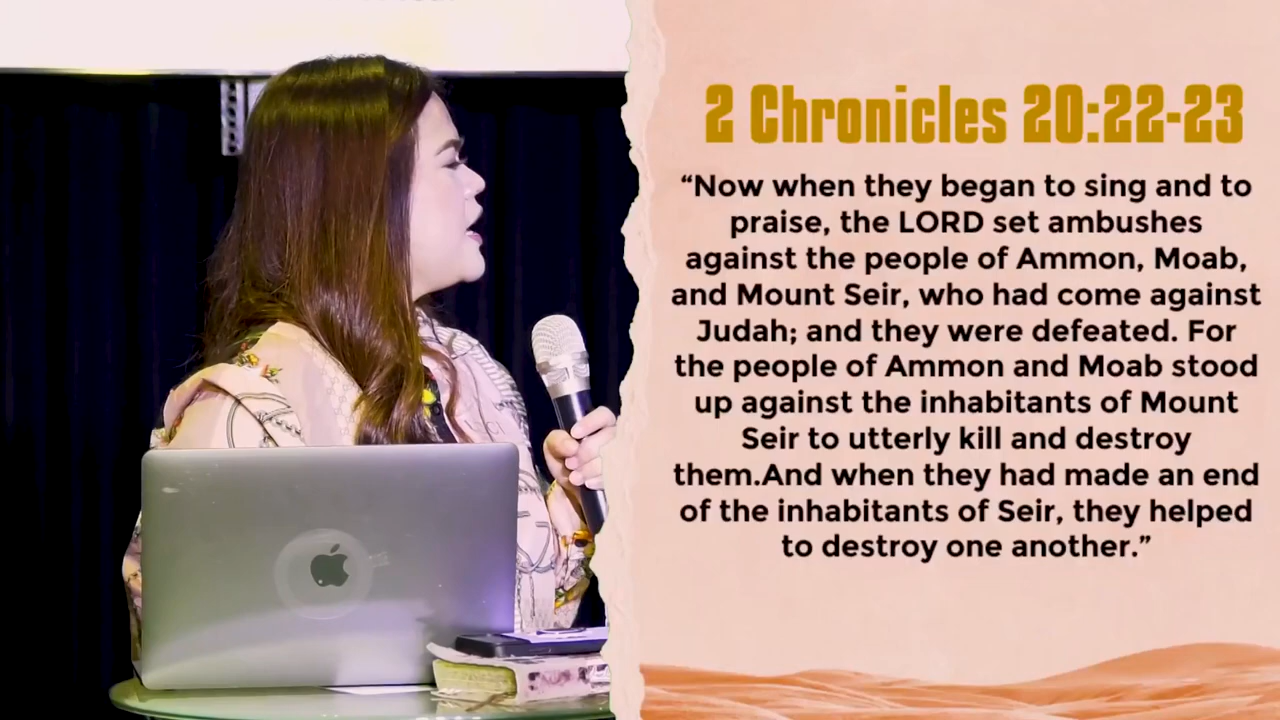 2 Chronicles 20:22-23
“Now when they began to sing and to
praise, the LORD set ambushes
against the people of Ammon, Moab,
and Mount Seir, who had come against
Judah; and they were defeated. For
the people of Ammon and Moab stood
up against the inhabitants of Mount
Seir to utterly kill and destroy
them.And when they had made an end
of the inhabitants of Seir, they helped
to destroy one another.”